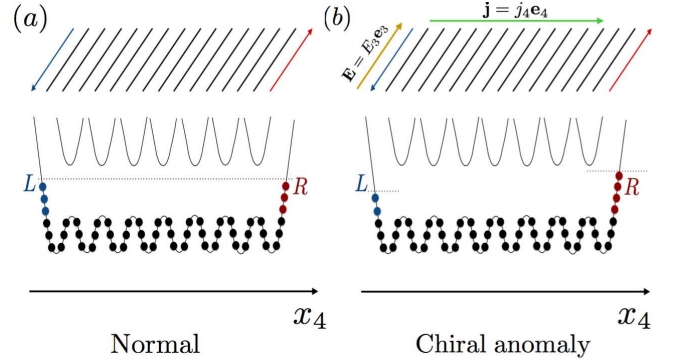 (a)
L
R
x₄
Normal
(b)
j = j₄e₄
E = E₃e₃
L
R
x₄
Chiral anomaly